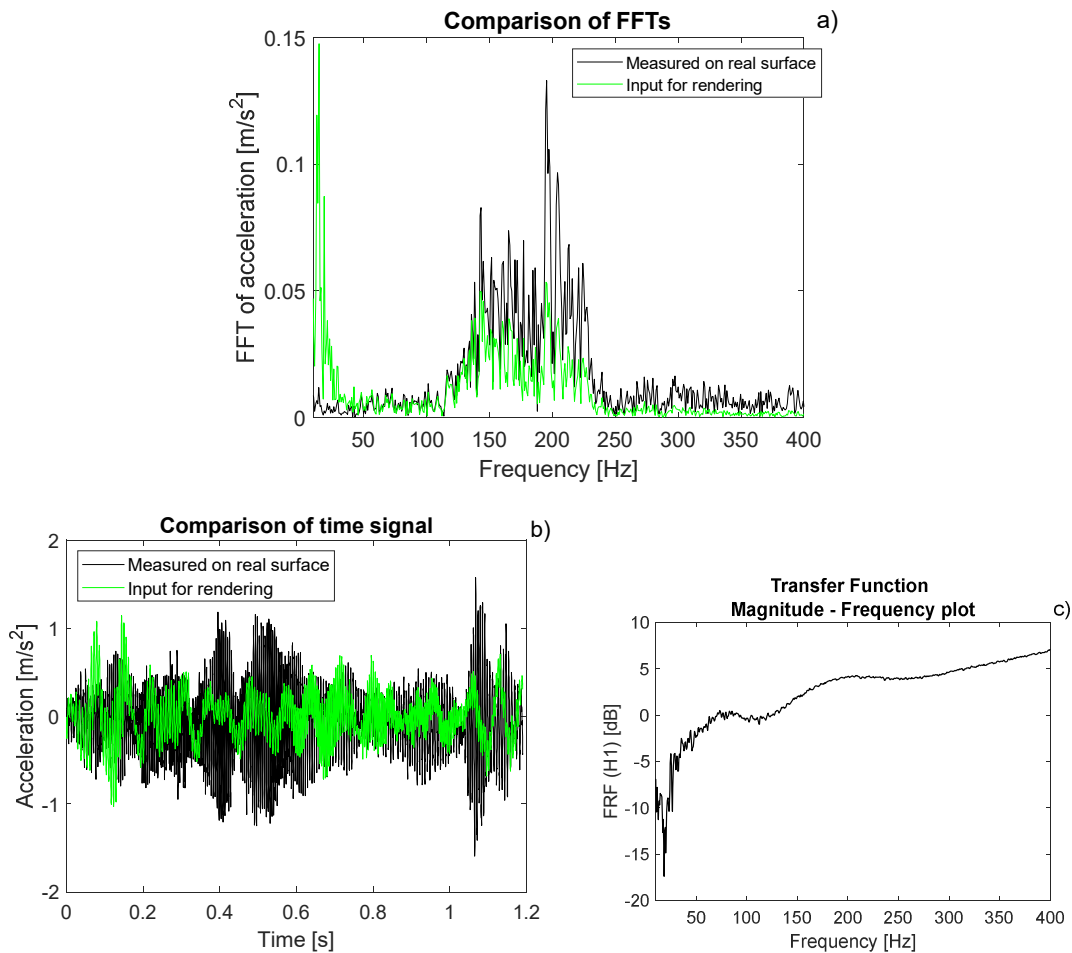 Comparison of FFTs
a)
0.15
0.1
0.05
0
FFT of acceleration [m/s²]
Measured on real surface
Input for rendering
50 100 150 200 250 300 350 400
Frequency [Hz]
Comparison of time signal
b)
2
1
0
-1
-2
Acceleration [m/s²]
Measured on real surface
Input for rendering
0 0.2 0.4 0.6 0.8 1 1.2
Time [s]
Transfer Function
Magnitude - Frequency plot
c)
10
5
0
-5
-10
-15
-20
FRF (H1) [dB]
50 100 150 200 250 300 350 400
Frequency [Hz]